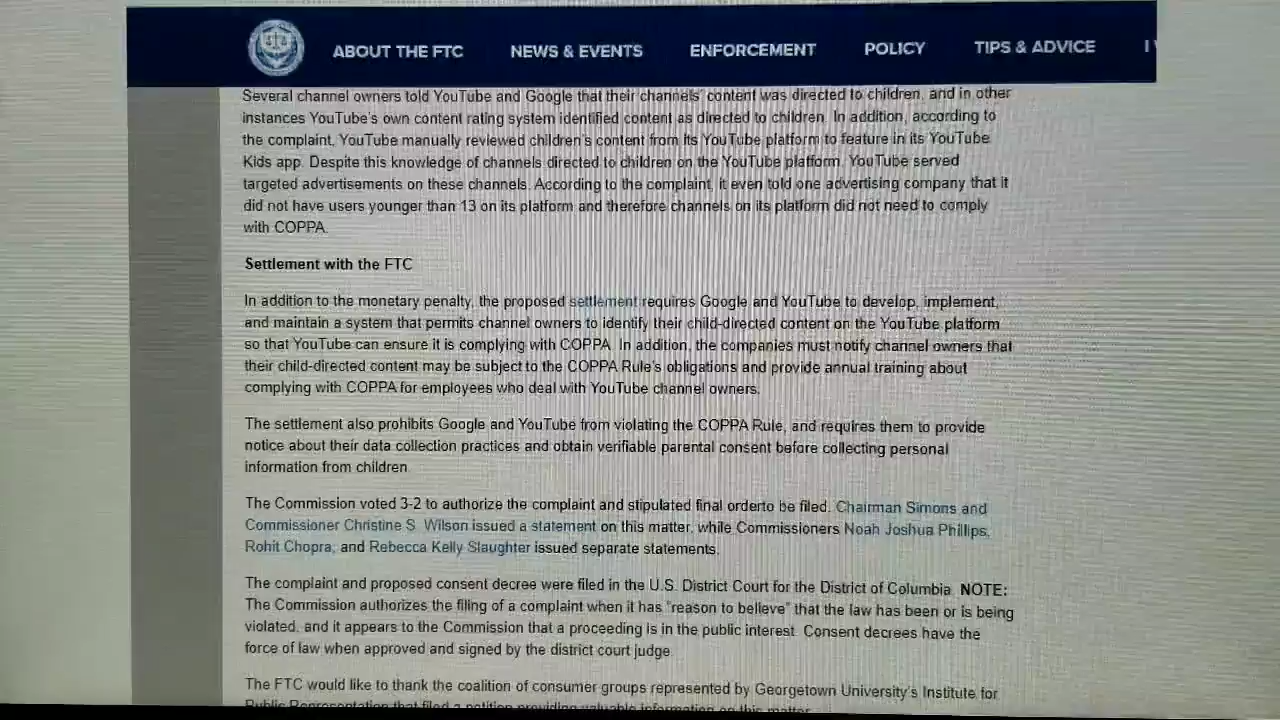 ABOUT THE FTC NEWS & EVENTS ENFORCEMENT POLICY TIPS & ADVICE
Several channel owners told YouTube and Google that their channels' content was directed to children, and in other
instances YouTube's own content rating system identified content as directed to children. In addition, according to
the complaint, YouTube manually reviewed children's content from its YouTube platform to feature in its YouTube
Kids app. Despite this knowledge of channels directed to children on the YouTube platform, YouTube served
targeted advertisements on these channels. According to the complaint, it even told one advertising company that it
did not have users younger than 13 on its platform and therefore channels on its platform did not need to comply
with COPPA.
Settlement with the FTC
In addition to the monetary penalty, the proposed settlement requires Google and YouTube to develop, implement,
and maintain a system that permits channel owners to identify their child-directed content on the YouTube platform
so that YouTube can ensure it is complying with COPPA. In addition, the companies must notify channel owners that
their child-directed content may be subject to the COPPA Rule's obligations and provide annual training about
complying with COPPA for employees who deal with YouTube channel owners.
The settlement also prohibits Google and YouTube from violating the COPPA Rule, and requires them to provide
notice about their data collection practices and obtain verifiable parental consent before collecting personal
information from children.
The Commission voted 3-2 to authorize the complaint and stipulated final orderto be filed. Chairman Simons and
Commissioner Christine S. Wilson issued a statement on this matter, while Commissioners Noah Joshua Phillips,
Rohit Chopra, and Rebecca Kelly Slaughter issued separate statements.
The complaint and proposed consent decree were filed in the U.S. District Court for the District of Columbia. NOTE:
The Commission authorizes the filing of a complaint when it has "reason to believe" that the law has been or is being
violated, and it appears to the Commission that a proceeding is in the public interest. Consent decrees have the
force of law when approved and signed by the district court judge.
The FTC would like to thank the coalition of consumer groups represented by Georgetown University's Institute for
Public Representation that filed a petition providing valuable information on this matter.